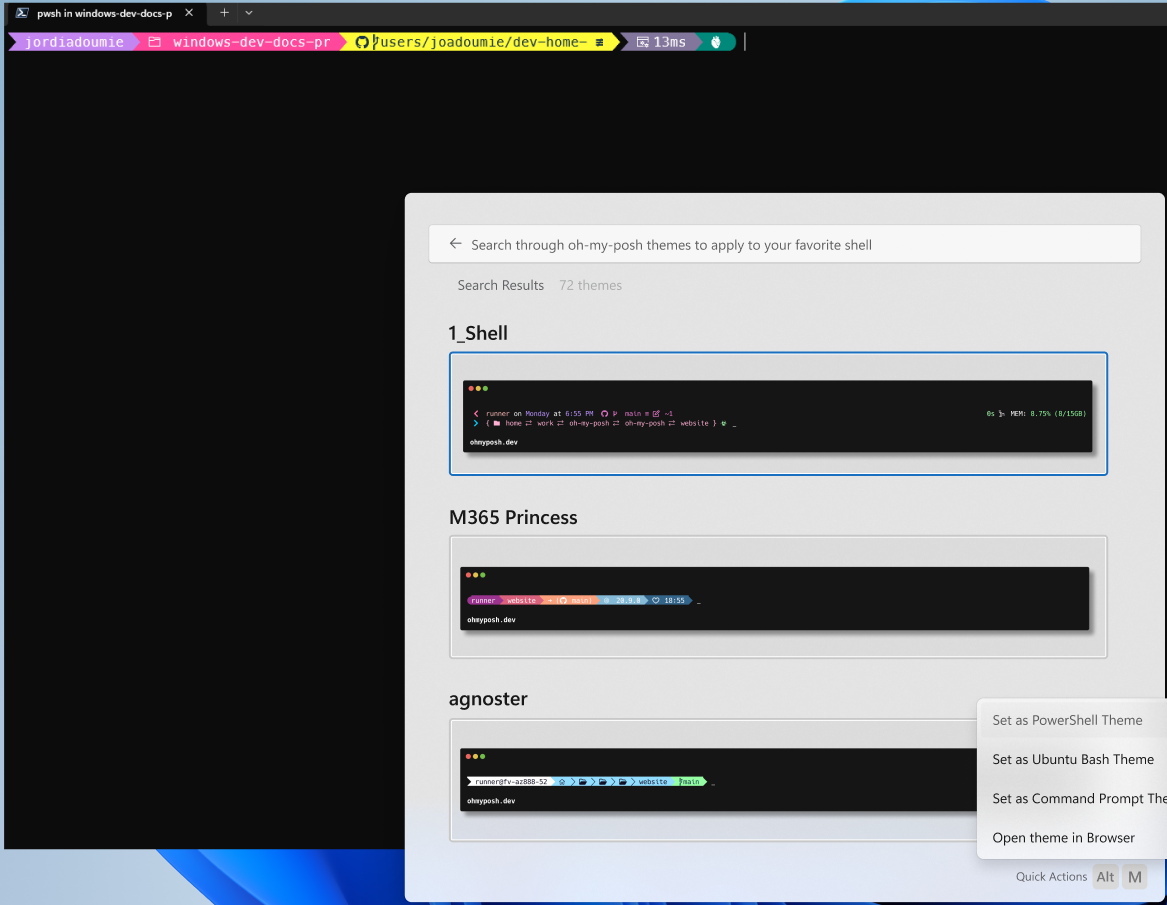 pwsh in windows-dev-docs-p
jordiadoumie windows-dev-docs-pr users/joadoumie/dev-home- 13ms
Search through oh-my-posh themes to apply to your favorite shell
Search Results 72 themes
1_Shell
runner on Monday at 6:55 PM main ≡ ~1 0s MEM: 8.75% (8/15GB)
{ home ⇄ work ⇄ oh-my-posh ⇄ oh-my-posh ⇄ website } _
ohmyposh.dev
M365 Princess
runner website main 20.9.0 18:55 _
ohmyposh.dev
agnoster
runner@fv-az888-52 website main _
ohmyposh.dev
Set as PowerShell Theme
Set as Ubuntu Bash Theme
Set as Command Prompt The
Open theme in Browser
Quick Actions Alt M